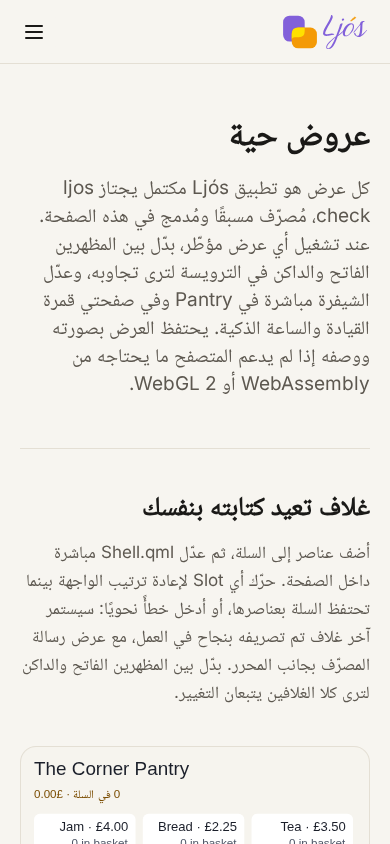 Ljós
عروض حية
كل عرض هو تطبيق Ljós مكتمل يجتاز ljos
check، مُصرّف مسبقًا ومُدمج في هذه الصفحة.
عند تشغيل أي عرض مؤطّر، بدّل بين المظهرين
الفاتح والداكن في الترويسة لترى تجاوبه، وعدّل
الشيفرة مباشرة في Pantry وفي صفحتي قمرة
القيادة والساعة الذكية. يحتفظ العرض بصورته
ووصفه إذا لم يدعم المتصفح ما يحتاجه من
WebAssembly أو WebGL 2.
غلاف تعيد كتابته بنفسك
أضف عناصر إلى السلة، ثم عدّل Shell.qml مباشرة
داخل الصفحة. حرّك أي Slot لإعادة ترتيب الواجهة بينما
تحتفظ السلة بعناصرها، أو أدخل خطأً نحويًا: سيستمر
آخر غلاف تم تصريفه بنجاح في العمل، مع عرض رسالة
المصرّف بجانب المحرر. بدّل بين المظهرين الفاتح والداكن
لترى كلا الغلافين يتبعان التغيير.
The Corner Pantry
0 في السلة · £0.00
Jam · £4.00 Bread · £2.25 Tea · £3.50
0 in basket 0 in basket 0 in basket